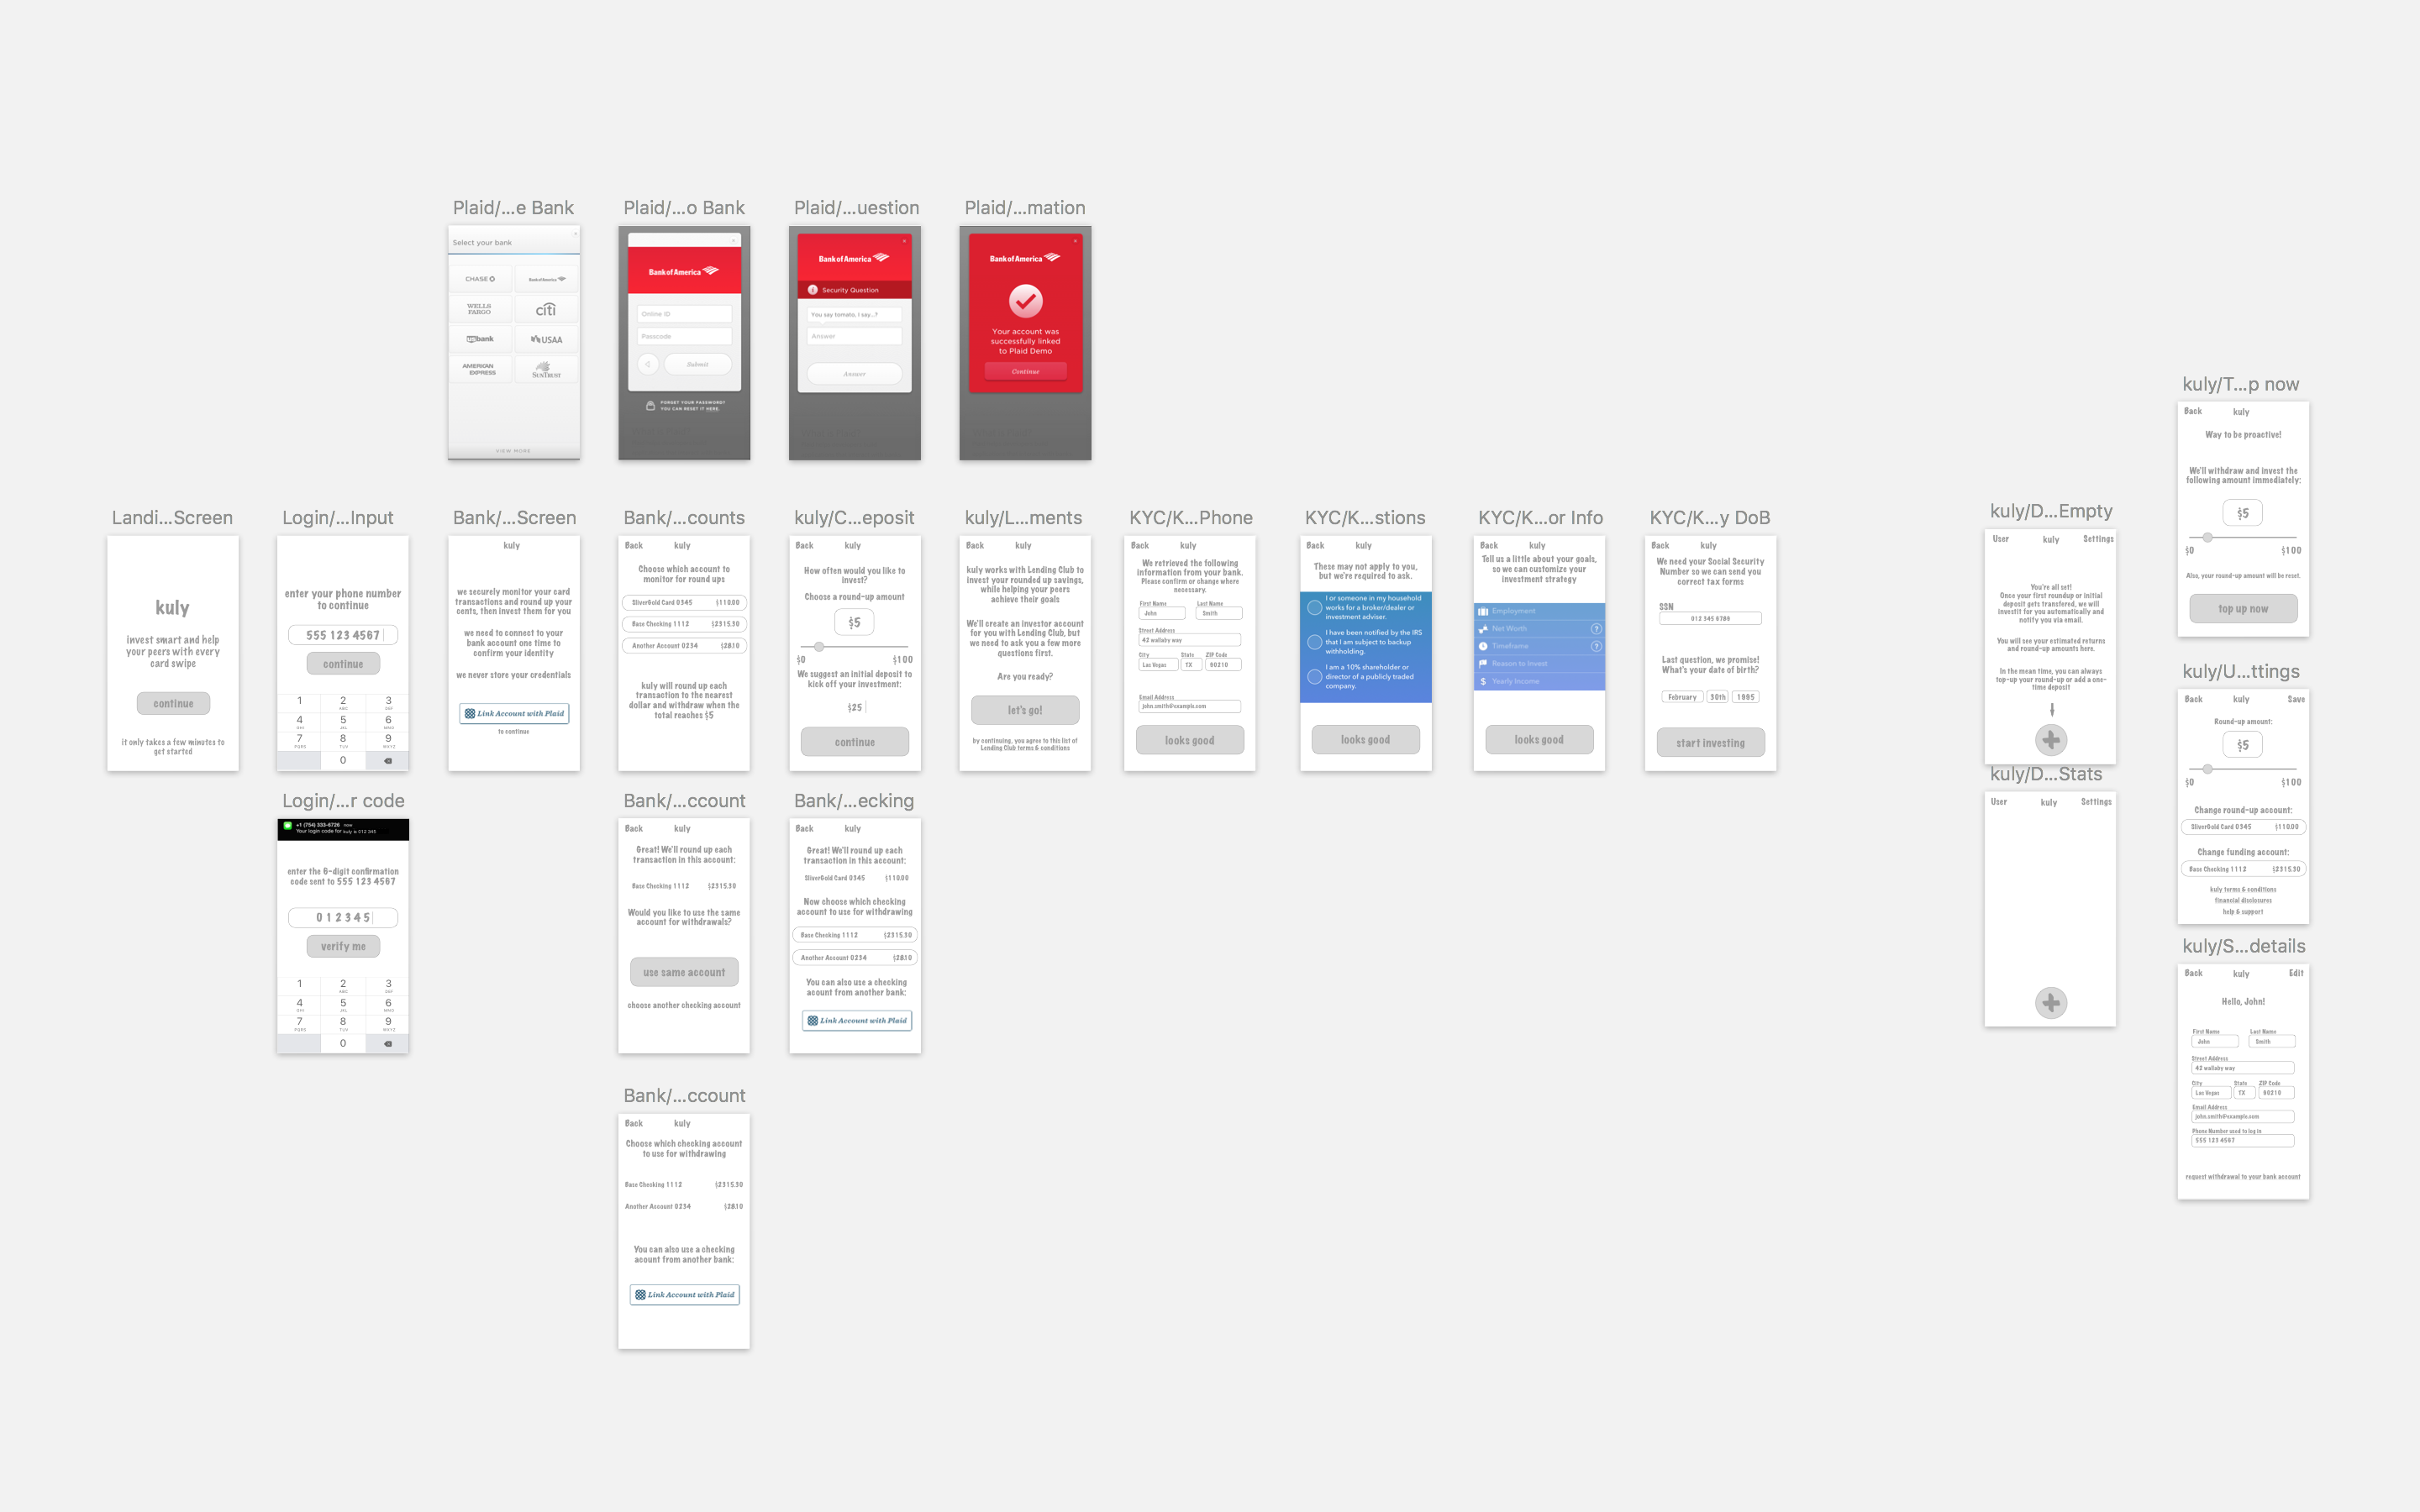 Plaid/...e Bank
Select your bank
CHASE
Bank of America
WELLS
FARGO
citi
usbank
USAA
AMERICAN
EXPRESS
SUNTRUST
VIEW MORE
Plaid/...o Bank
Bank of America
Online ID
Passcode
Submit
FORGET YOUR PASSWORD?
YOU CAN RESET IT HERE.
Plaid/...uestion
Bank of America
Security Question
You say tomato, I say...?
Answer
Answer
Plaid/...mation
Bank of America
Your account was
successfully linked
to Plaid Demo
Continue
Landi...Screen
kuly
invest smart and help
your peers with every
card swipe
continue
it only takes a few minutes to
get started
Login/...Input
enter your phone number
to continue
555 123 4567
continue
1 2 3
ABC DEF
4 5 6
GHI JKL MNO
7 8 9
PQRS TUV WXYZ
0
Bank/...Screen
kuly
we securely monitor your card
transactions and round up your
cents, then invest them for you
we need to connect to your
bank account one time to
confirm your identity
we never store your credentials
Link Account with Plaid
to continue
Bank/...counts
Back kuly
Choose which account to
monitor for round ups
SilverGold Card 0345 $110.00
Base Checking 1112 $2315.30
Another Account 0234 $28.10
kuly will round up each
transaction to the nearest
dollar and withdraw when the
total reaches $5
kuly/C...eposit
Back kuly
How often would you like to
invest?
Choose a round-up amount
$5
$0 $100
We suggest an initial deposit to
kick off your investment:
$25
continue
kuly/L...ments
Back kuly
kuly works with Lending Club to
invest your rounded up savings,
while helping your peers
achieve their goals
We'll create an investor account
for you with Lending Club, but
we need to ask you a few more
questions first.
Are you ready?
let's go!
by continuing, you agree to this list of
Lending Club terms & conditions
KYC/K...Phone
Back kuly
We retrieved the following
information from your bank.
Please confirm or change where
necessary.
First Name Last Name
John Smith
Street Address
42 wallaby way
City State ZIP Code
Las Vegas TX 90210
Email Address
john.smith@example.com
looks good
KYC/K...stions
Back kuly
These may not apply to you,
but we're required to ask.
I or someone in my household
works for a broker/dealer or
investment adviser.
I have been notified by the IRS
that I am subject to backup
withholding.
I am a 10% shareholder or
director of a publicly traded
company.
looks good
KYC/K...or Info
Back kuly
Tell us a little about your goals,
so we can customize your
investment strategy
Employment
Net Worth ?
Timeframe ?
Reason to Invest
$ Yearly Income
looks good
KYC/K...y DoB
Back kuly
We need your Social Security
Number so we can send you
correct tax forms
SSN
012 345 6789
Last question, we promise!
What's your date of birth?
February 30th 1985
start investing
Login/...r code
+1 (754) 333-6726 now
Your login code for kuly is 012 345
enter the 6-digit confirmation
code sent to 555 123 4567
0 1 2 3 4 5
verify me
1 2 3
ABC DEF
4 5 6
GHI JKL MNO
7 8 9
PQRS TUV WXYZ
0
Bank/...ccount
Back kuly
Great! We'll round up each
transaction in this account:
Base Checking 1112 $2315.30
Would you like to use the same
account for withdrawals?
use same account
choose another checking account
Bank/...ecking
Back kuly
Great! We'll round up each
transaction in this account:
SilverGold Card 0345 $110.00
Now choose which checking
account to use for withdrawing
Base Checking 1112 $2315.30
Another Account 0234 $28.10
You can also use a checking
acount from another bank:
Link Account with Plaid
Bank/...ccount
Back kuly
Choose which checking account
to use for withdrawing
Base Checking 1112 $2315.30
Another Account 0234 $28.10
You can also use a checking
acount from another bank:
Link Account with Plaid
kuly/D...Empty
User kuly Settings
You're all set!
Once your first roundup or initial
deposit gets transfered, we will
investit for you automatically and
notify you via email.
You will see your estimated returns
and round-up amounts here.
In the mean time, you can always
top-up your round-up or add a one-
time deposit
kuly/D...Stats
User kuly Settings
kuly/T...p now
Back kuly
Way to be proactive!
We'll withdraw and invest the
following amount immediately:
$5
$0 $100
Also, your round-up amount will be reset.
top up now
kuly/U...ttings
Back kuly Save
Round-up amount:
$5
$0 $100
Change round-up account:
SilverGold Card 0345 $110.00
Change funding account:
Base Checking 1112 $2315.30
kuly terms & conditions
financial disclosures
help & support
kuly/S...details
Back kuly Edit
Hello, John!
First Name Last Name
John Smith
Street Address
42 wallaby way
City State ZIP Code
Las Vegas TX 90210
Email Address
john.smith@example.com
Phone Number used to log in
555 123 4567
request withdrawal to your bank account